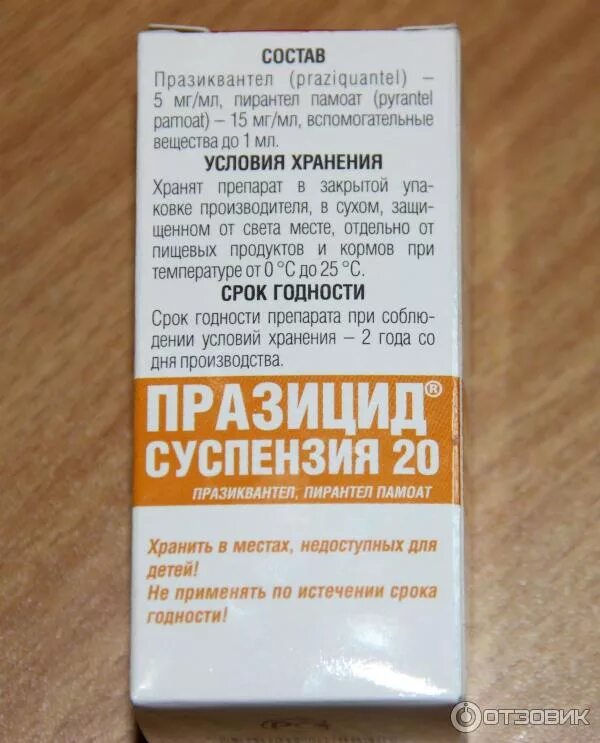 СОСТАВ
Празиквантел (praziquantel) –
5 мг/мл, пирантел памоат (pyrantel
pamoat) – 15 мг/мл, вспомогательные
вещества до 1 мл.
УСЛОВИЯ ХРАНЕНИЯ
Хранят препарат в закрытой упа-
ковке производителя, в сухом, защи-
щенном от света месте, отдельно от
пищевых продуктов и кормов при
температуре от 0 °С до 25 °С.
СРОК ГОДНОСТИ
Срок годности препарата при соблю-
дении условий хранения – 2 года со
дня производства.
ПРАЗИЦИД®
СУСПЕНЗИЯ 20
ПРАЗИКВАНТЕЛ, ПИРАНТЕЛ ПАМОАТ
Хранить в местах, недоступных для
детей!
Не применять по истечении срока
годности!
ОТЗОВИК